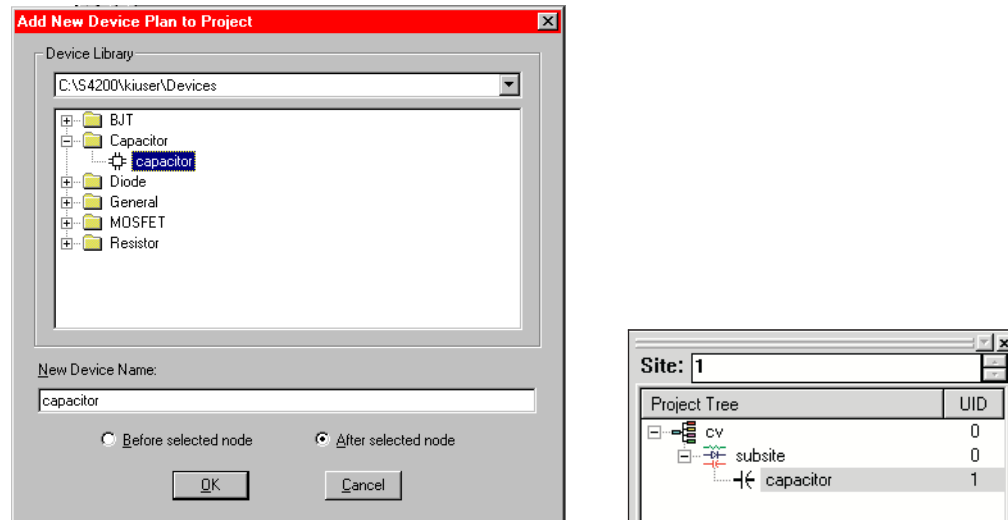 Add New Device Plan to Project
Device Library
C:\S4200\kiuser\Devices
BJT
Capacitor
capacitor
Diode
General
MOSFET
Resistor
New Device Name:
capacitor
Before selected node After selected node
OK Cancel
Site: 1
Project Tree UID
cv 0
subsite 0
capacitor 1